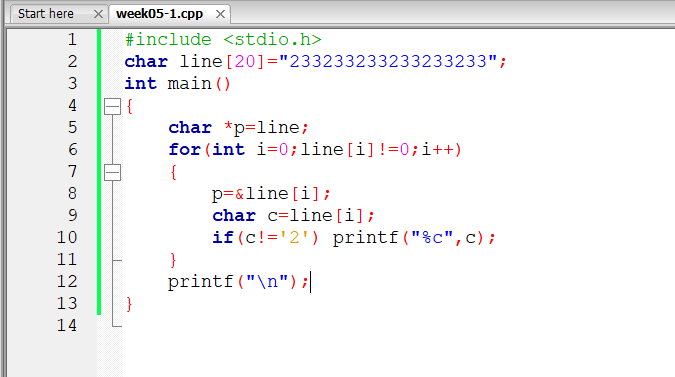 Start here × week05-1.cpp ×
1 #include <stdio.h>
2 char line[20]="233233233233233233";
3 int main()
4 {
5 char *p=line;
6 for(int i=0;line[i]!=0;i++)
7 {
8 p=&line[i];
9 char c=line[i];
10 if(c!='2') printf("%c",c);
11 }
12 printf("\n");
13 }
14